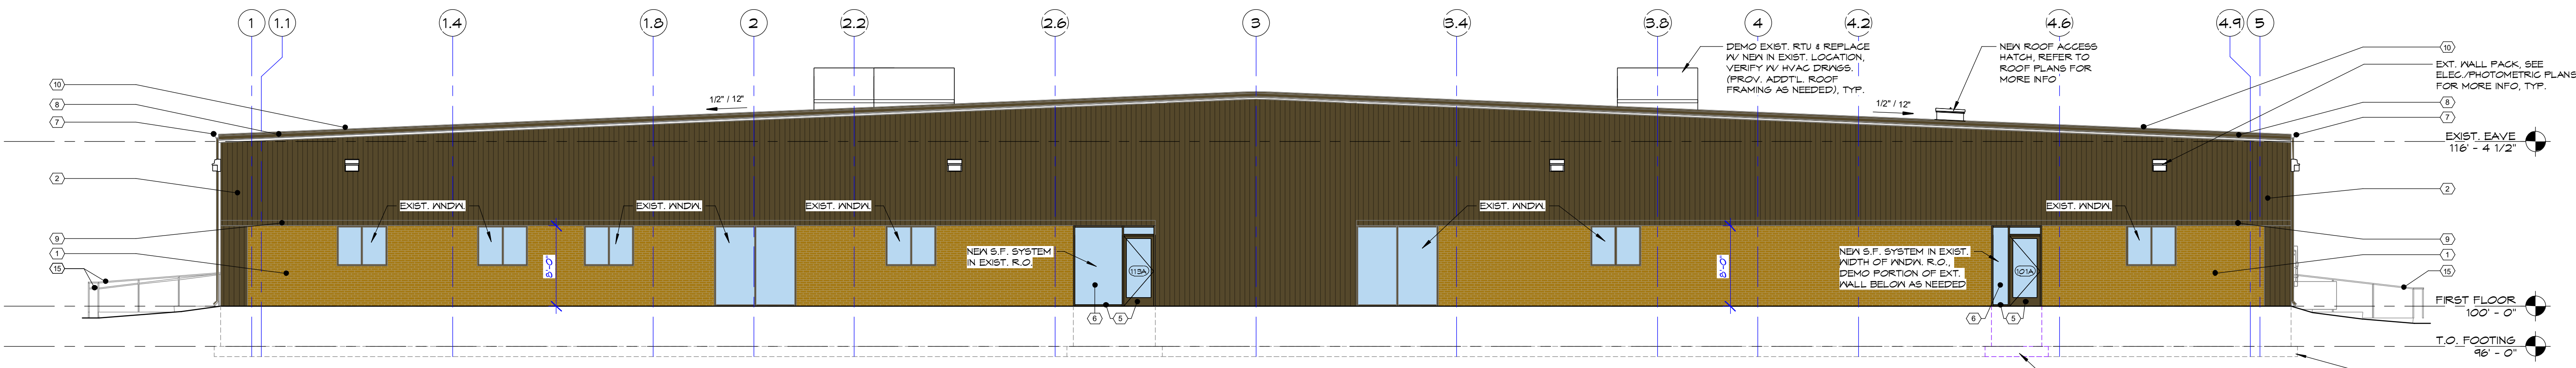 1
1.1
1.4
1.8
2
2.2
2.6
3
3.4
3.8
4
4.2
4.6
4.9
5
DEMO EXIST. RTU & REPLACE
W/ NEW IN EXIST. LOCATION,
VERIFY W/ HVAC DRWGS.
(PROV. ADDT'L. ROOF
FRAMING AS NEEDED), TYP.
NEW ROOF ACCESS
HATCH, REFER TO
ROOF PLANS FOR
MORE INFO
10
EXT. WALL PACK, SEE
ELEC./PHOTOMETRIC PLANS
FOR MORE INFO, TYP.
8
7
10
8
7
1/2" / 12"
1/2" / 12"
EXIST. EAVE
116' - 4 1/2"
2
2
EXIST. WNDW.
EXIST. WNDW.
EXIST. WNDW.
EXIST. WNDW.
EXIST. WNDW.
9
1
15
9
1
15
8'-0"
8'-0"
NEW S.F. SYSTEM
IN EXIST. R.O.
113A
NEW S.F. SYSTEM IN EXIST.
WIDTH OF WNDW. R.O.,
DEMO PORTION OF EXT.
WALL BELOW AS NEEDED
101A
6
5
6
5
FIRST FLOOR
100' - 0"
T.O. FOOTING
96' - 0"